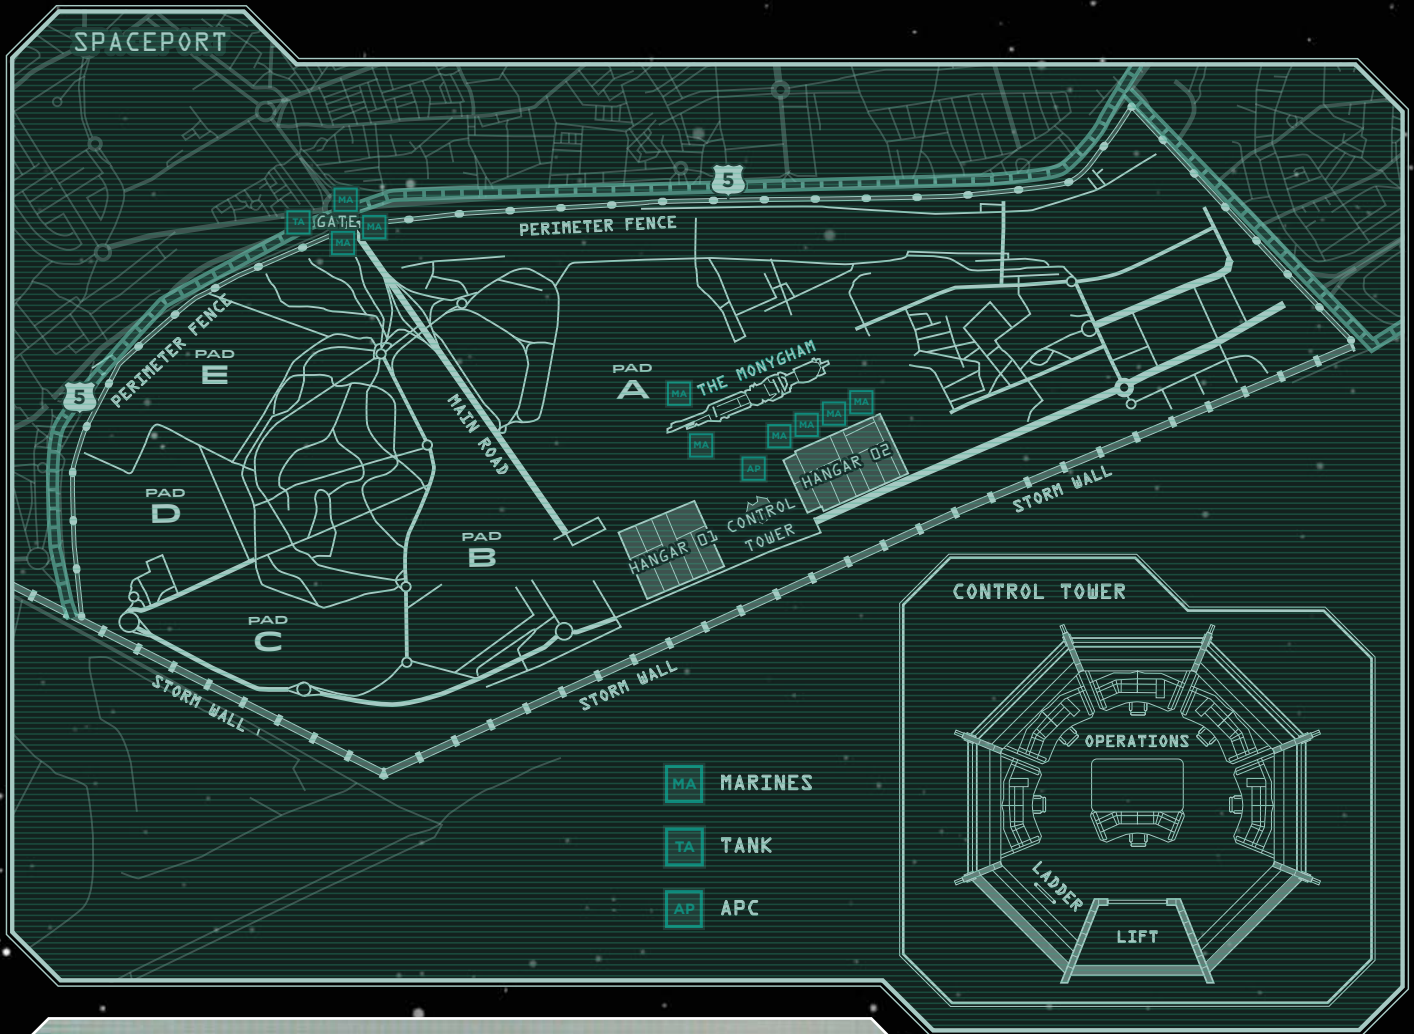 SPACEPORT
MA
TA
GATE
MA
MA
5
PERIMETER FENCE
PERIMETER FENCE
5
PAD
E
PAD
A
MA
THE MONYGHAM
MAIN ROAD
MA
MA
MA
MA
MA
AP
HANGAR 02
PAD
D
PAD
B
HANGAR 01
CONTROL
TOWER
STORM WALL
PAD
C
STORM WALL
STORM WALL
MA MARINES
TA TANK
AP APC
CONTROL TOWER
OPERATIONS
LADDER
LIFT